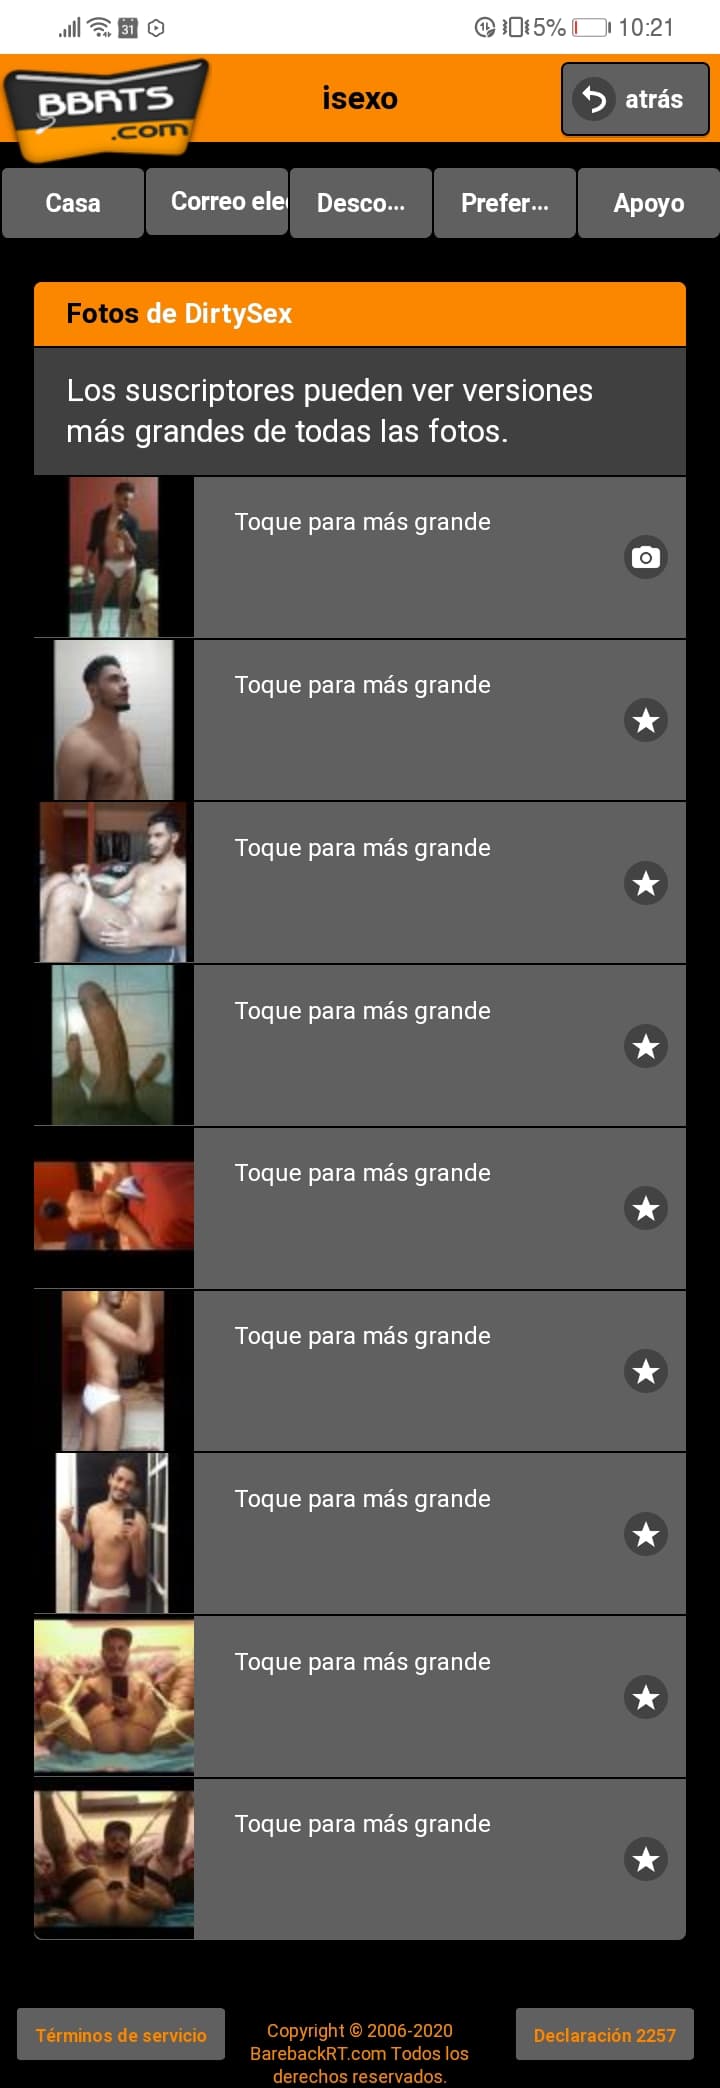 31
5%
10:21
BBRTS
.com
isexo
atrás
Casa
Correo ele
Desco...
Prefer...
Apoyo
Fotos de DirtySex
Los suscriptores pueden ver versiones
más grandes de todas las fotos.
Toque para más grande
Toque para más grande
Toque para más grande
Toque para más grande
Toque para más grande
Toque para más grande
Toque para más grande
Toque para más grande
Toque para más grande
Términos de servicio
Copyright © 2006-2020
BarebackRT.com Todos los
derechos reservados.
Declaración 2257